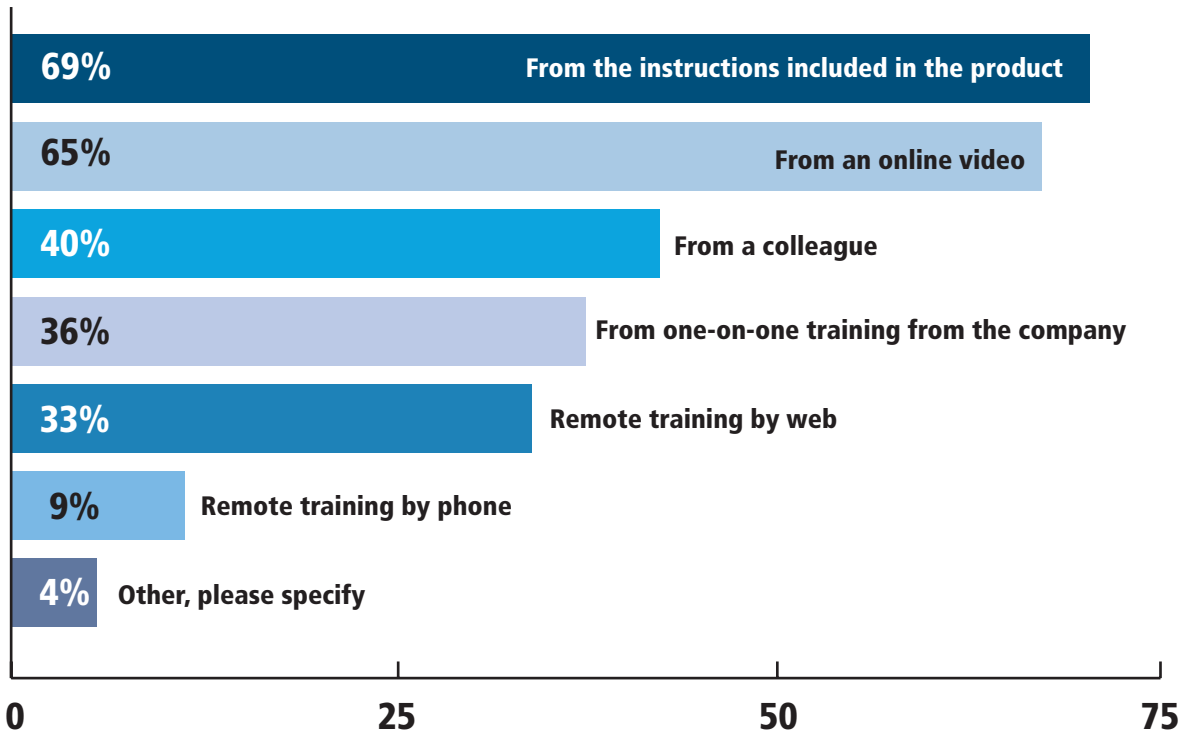 69% From the instructions included in the product
65% From an online video
40% From a colleague
36% From one-on-one training from the company
33% Remote training by web
9% Remote training by phone
4% Other, please specify
0 25 50 75